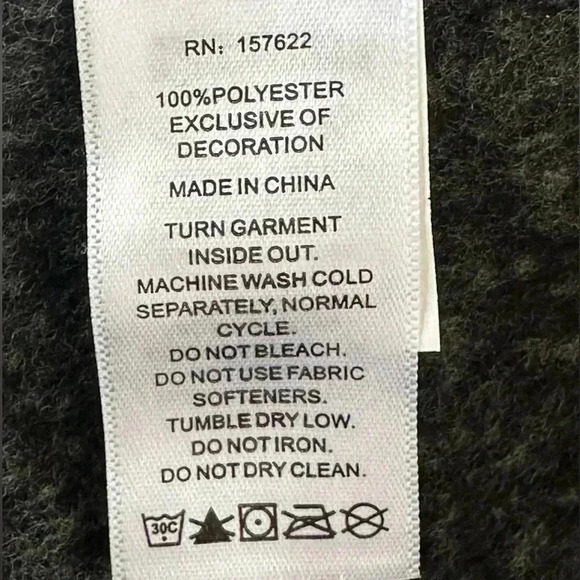 RN: 157622
100%POLYESTER
EXCLUSIVE OF
DECORATION
MADE IN CHINA
TURN GARMENT
INSIDE OUT.
MACHINE WASH COLD
SEPARATELY, NORMAL
CYCLE.
DO NOT BLEACH.
DO NOT USE FABRIC
SOFTENERS.
TUMBLE DRY LOW.
DO NOT IRON.
DO NOT DRY CLEAN.
30C